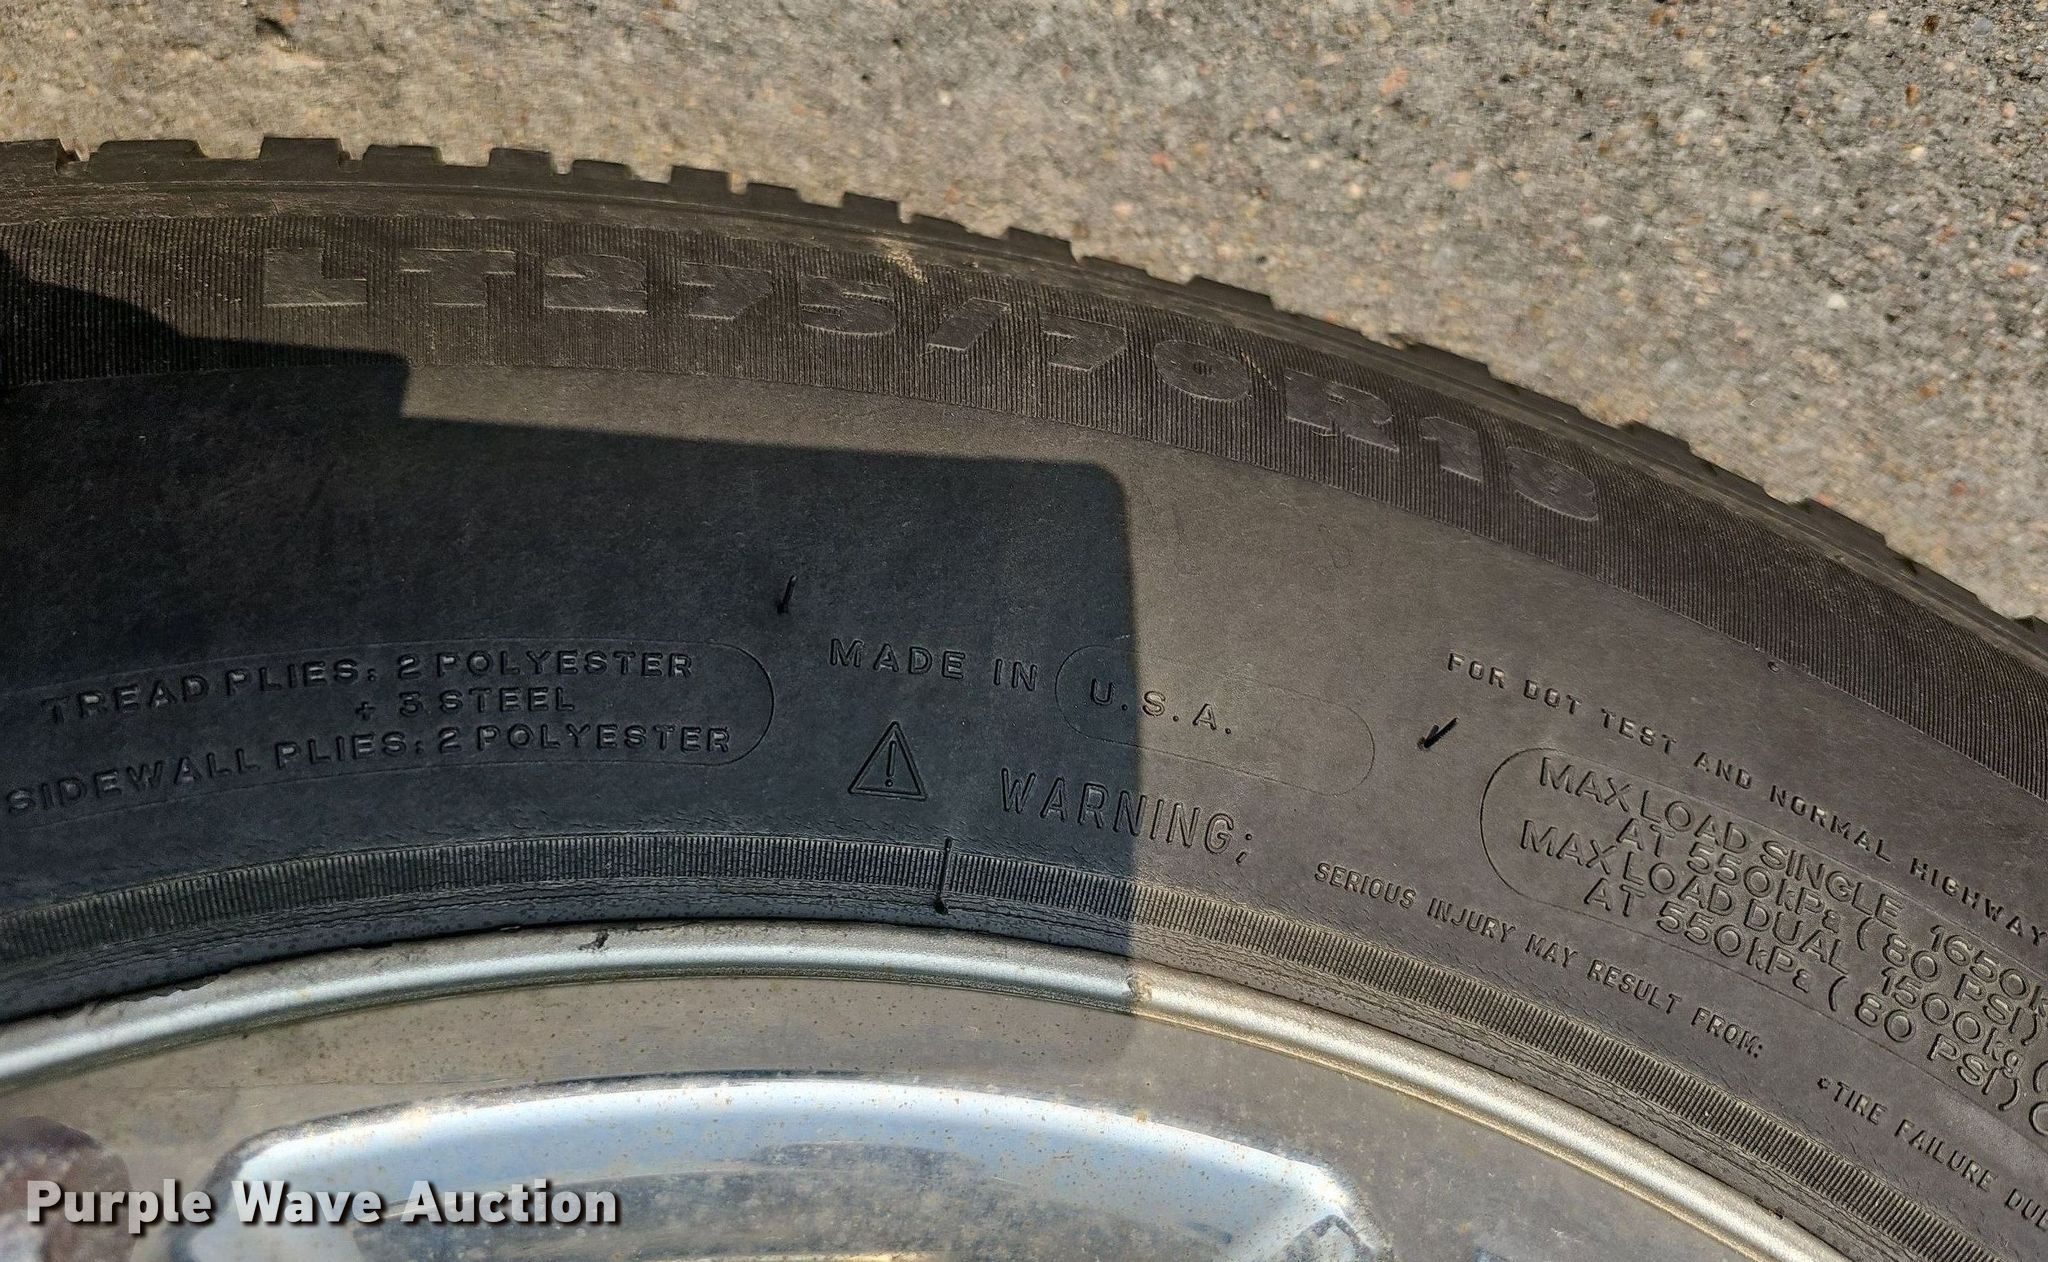 LT275/70R18
TREAD PLIES: 2 POLYESTER
+ 3 STEEL
SIDEWALL PLIES: 2 POLYESTER
MADE IN U.S.A.
WARNING;
SERIOUS INJURY MAY RESULT FROM:
•TIRE FAILURE DUE
FOR DOT TEST AND NORMAL HIGHWAY
MAX LOAD SINGLE 1650k
AT 550kPa (80 PSI)
MAX LOAD DUAL 1500kg (
AT 550kPa (80 PSI) C
Purple Wave Auction